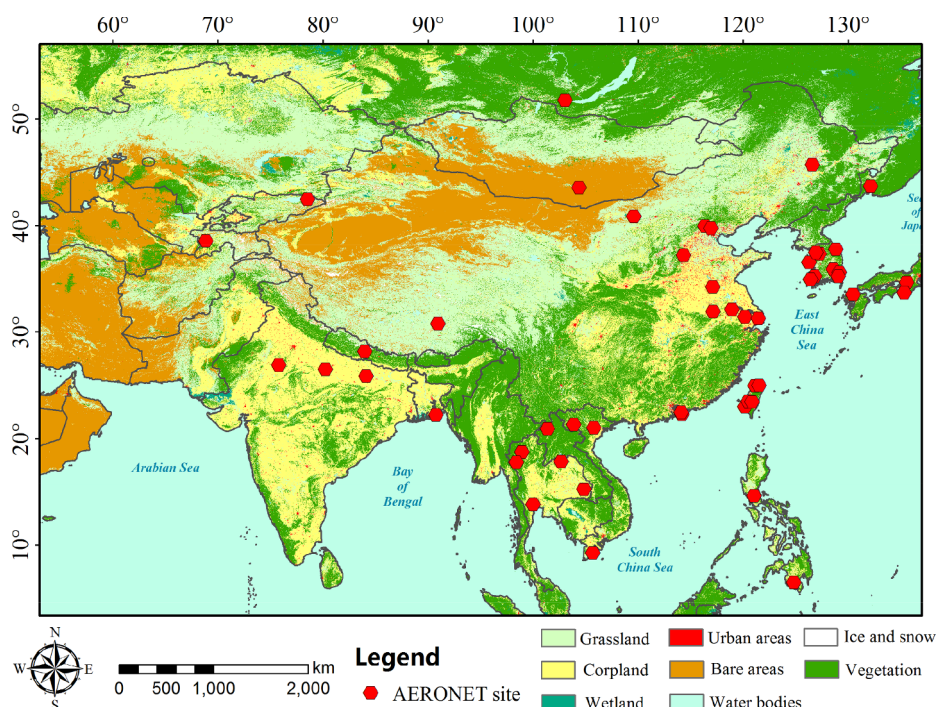 60° 70° 80° 90° 100° 110° 120° 130°
50°
40°
30°
20°
10°
Sea
of
Japa
East
China
Sea
Arabian Sea
Bay
of
Bengal
South
China Sea
N
W E
S
km
0 500 1,000 2,000
Legend
AERONET site
Grassland Urban areas Ice and snow
Corpland Bare areas Vegetation
Wetland Water bodies